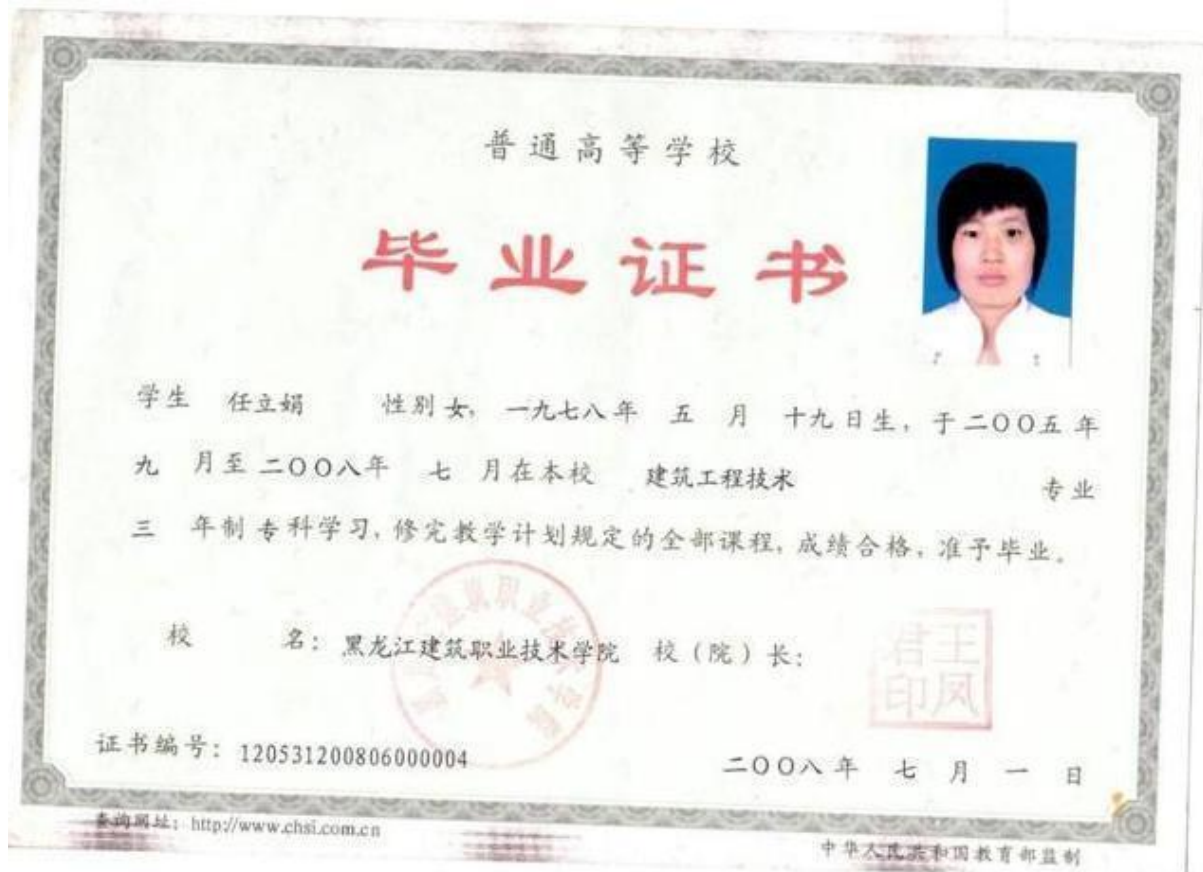 普通高等学校
毕业证书
学生 任立娟 性别 女, 一九七八年 五 月 十九日生, 于二〇〇五年
九 月至二〇〇八年 七 月在本校 建筑工程技术 专业
三 年制 专科学习, 修完教学计划规定的全部课程, 成绩合格, 准予毕业。
校 名: 黑龙江建筑职业技术学院 校(院)长:
王凤君印
证书编号: 120531200806000004
二〇〇八年 七 月 一 日
查询网址: http://www.chsi.com.cn
中华人民共和国教育部监制